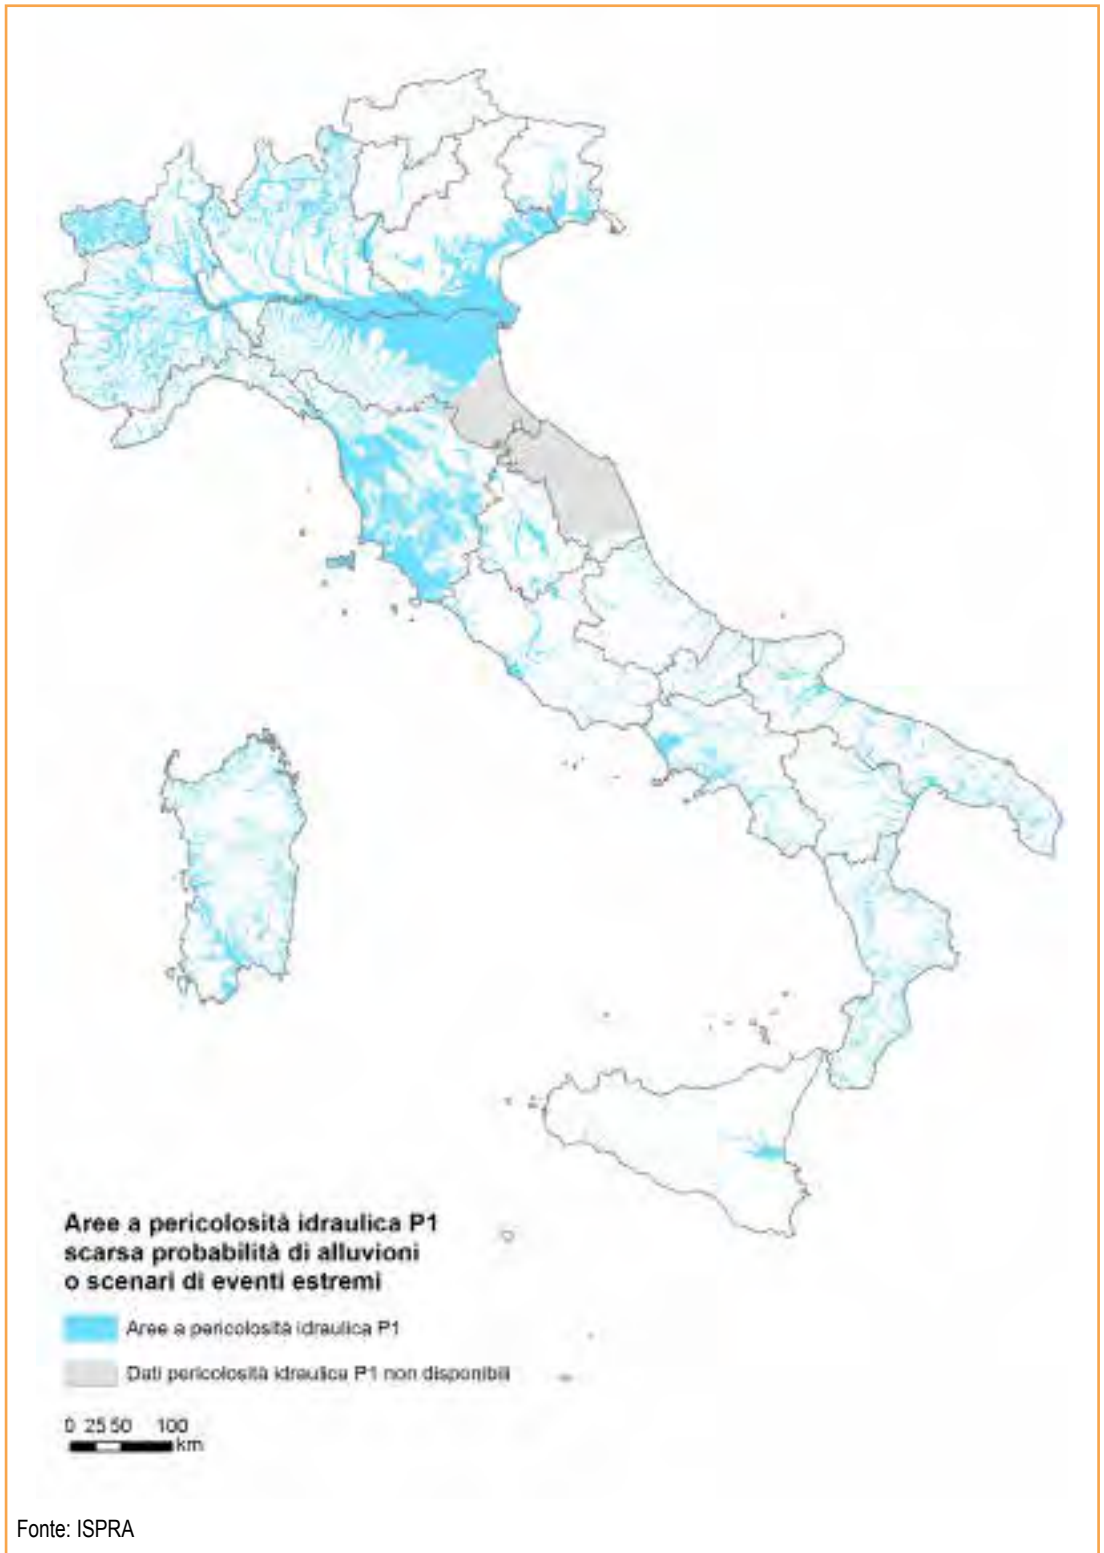 Aree a pericolosità idraulica P1
scarsa probabilità di alluvioni
o scenari di eventi estremi
Aree a pericolosità idraulica P1
Dati pericolosità idraulica P1 non disponibili
0 25 50 100
km
Fonte: ISPRA